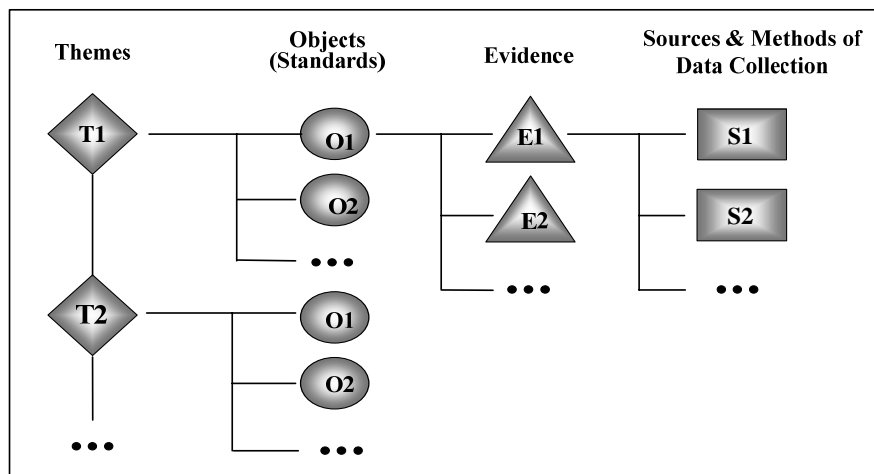 Themes
Objects
(Standards)
Evidence
Sources & Methods of
Data Collection
T1
O1
E1
S1
O2
E2
S2
•••
•••
•••
T2
O1
O2
•••
•••